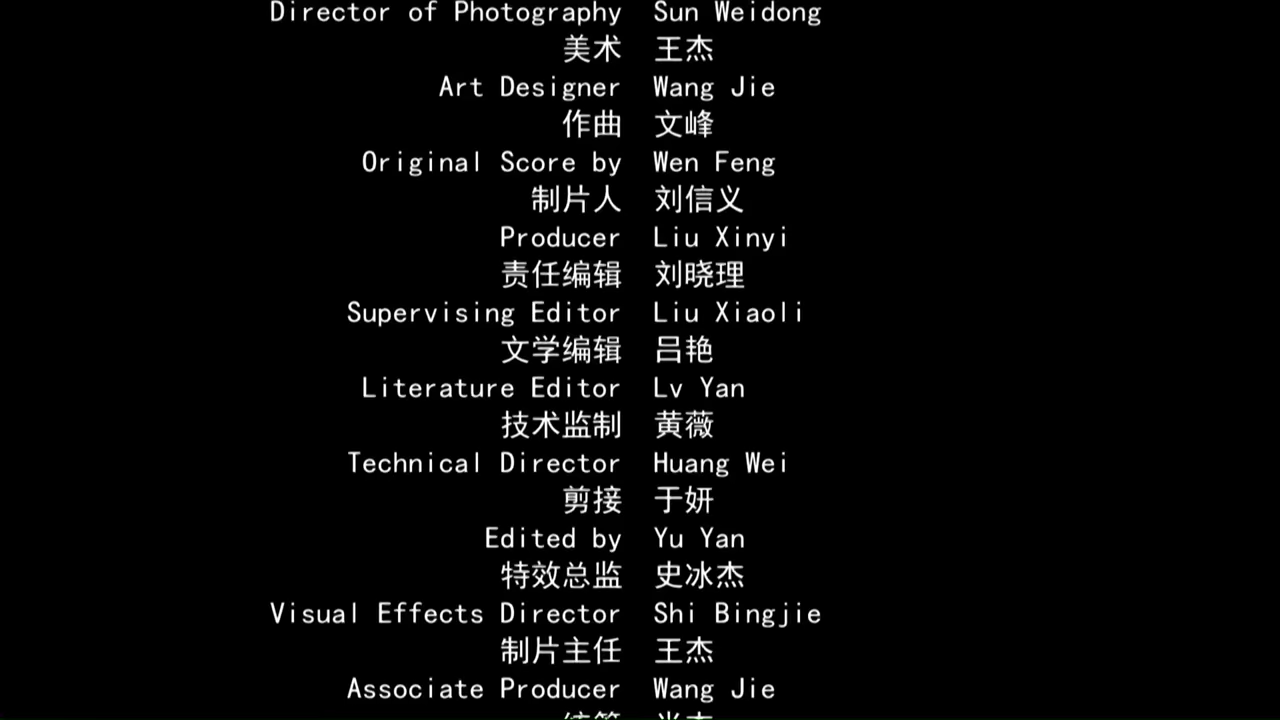 Director of Photography Sun Weidong
美术 王杰
Art Designer Wang Jie
作曲 文峰
Original Score by Wen Feng
制片人 刘信义
Producer Liu Xinyi
责任编辑 刘晓理
Supervising Editor Liu Xiaoli
文学编辑 吕艳
Literature Editor Lv Yan
技术监制 黄薇
Technical Director Huang Wei
剪接 于妍
Edited by Yu Yan
特效总监 史冰杰
Visual Effects Director Shi Bingjie
制片主任 王杰
Associate Producer Wang Jie